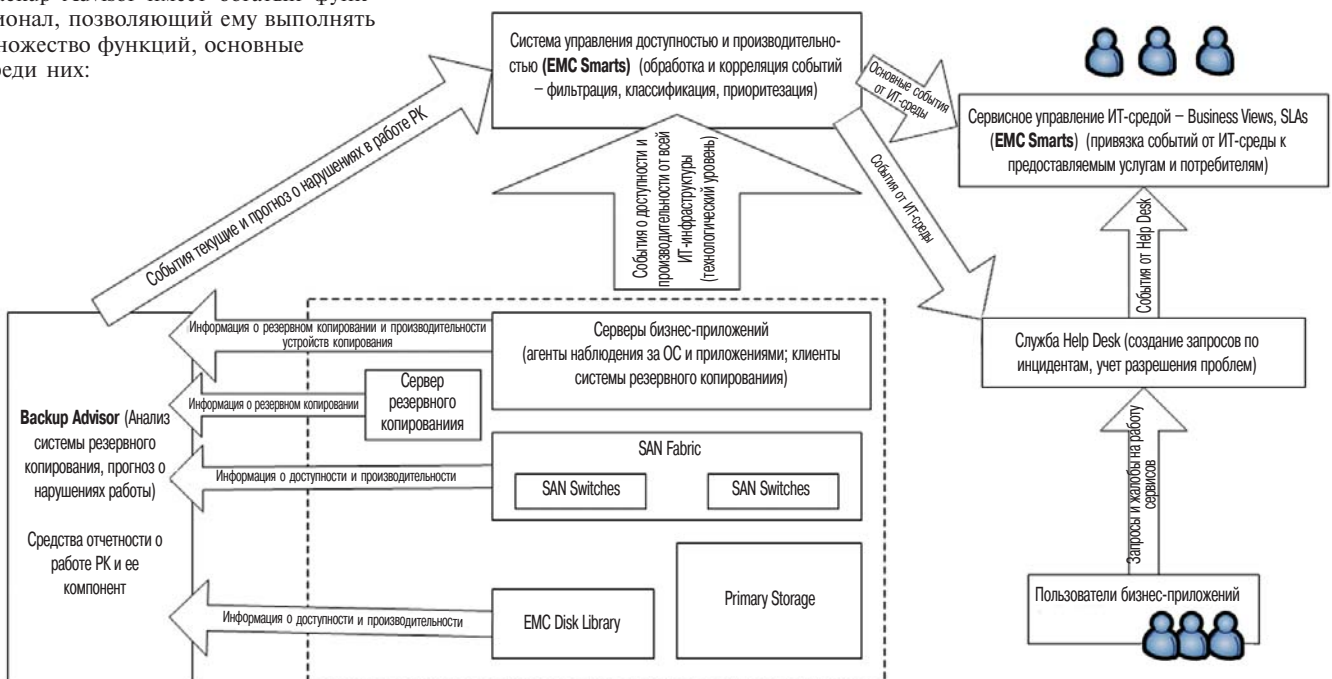 ионал, позволяющий ему выполнять
ножество функций, основные
реди них:
Система управления доступностью и производительно-
стью (EMC Smarts) (обработка и корреляция событий
– фильтрация, классификация, приоритезация)
Основные события
от ИТ-среды
Сервисное управление ИТ-средой – Business Views, SLAs
(EMC Smarts) (привязка событий от ИТ-среды к
предоставляемым услугам и потребителям)
События текущие и прогноз о нарушениях в работе РК
События о доступности и
производительности от всей
ИТ-инфраструктуры
(технологический уровень)
События от ИТ-среды
События от Help Desk
Служба Help Desk (создание запросов по
инцидентам, учет разрешения проблем)
Запросы и жалобы на работу
сервисов
Пользователи бизнес-приложений
Backup Advisor (Анализ
системы резервного
копирования, прогноз о
нарушениях работы)
Средства отчетности о
работе РК и ее
компонент
Информация о резервном копировании и производительности
устройств копирования
Информация о резервном копировании
Информация о доступности и производительности
Информация о доступности и производительности
Серверы бизнес-приложений
(агенты наблюдения за ОС и приложениями; клиенты
системы резервного копированиия)
Сервер
резервного
копированиия
SAN Fabric
SAN Switches
SAN Switches
EMC Disk Library
Primary Storage